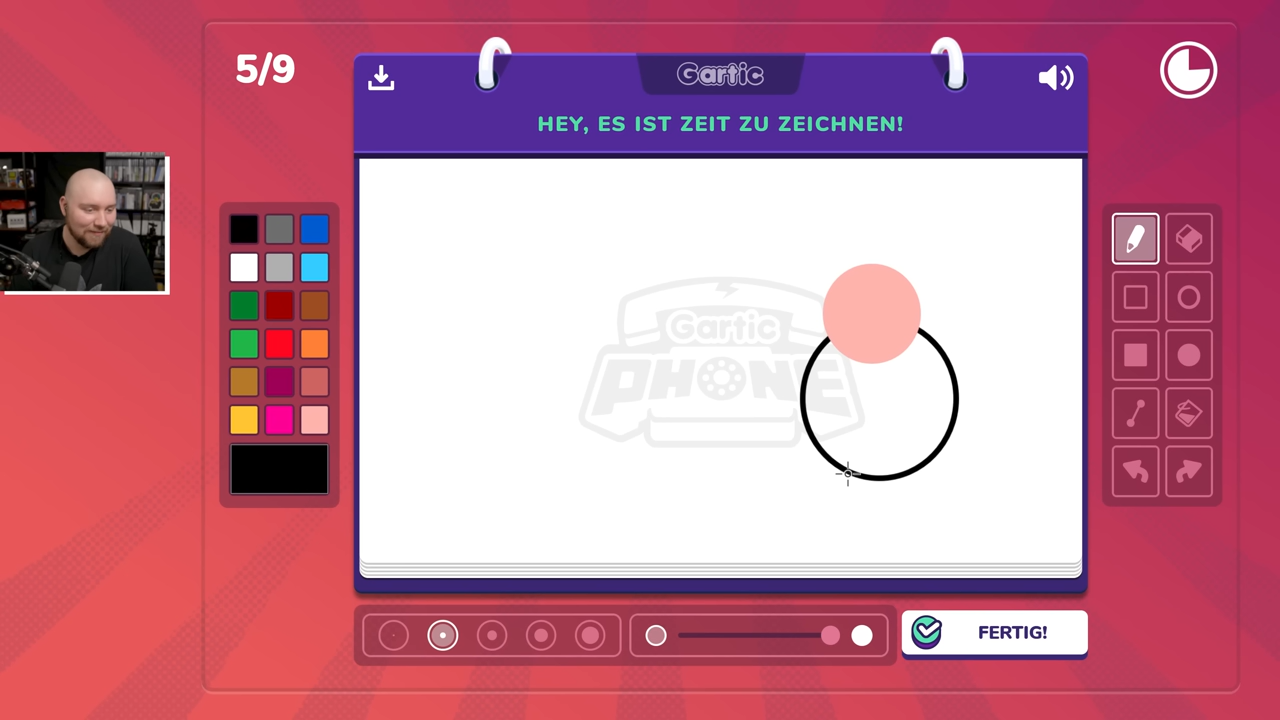 5/9
Gartic
HEY, ES IST ZEIT ZU ZEICHNEN!
Gartic
PHONE
FERTIG!